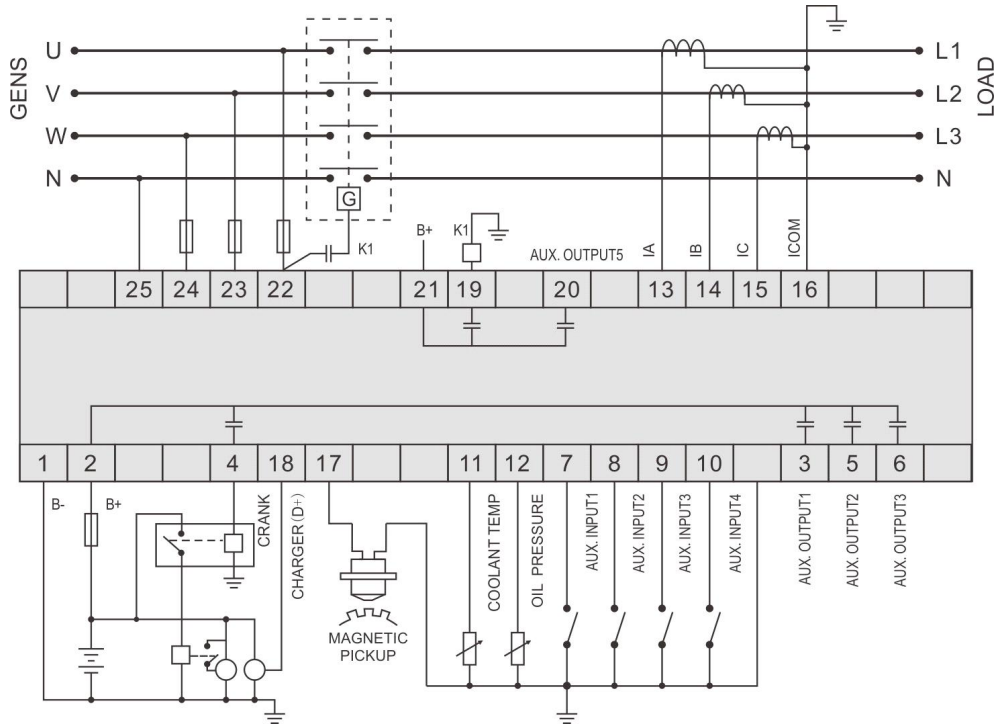 GENS
U
V
W
N
L1
L2
L3
N
LOAD
G
K1
B+
K1
AUX. OUTPUT5
IA
IB
IC
ICOM
25 24 23 22 21 19 20 13 14 15 16
1 2 4 18 17 11 12 7 8 9 10 3 5 6
B-
B+
CRANK
CHARGER(D+)
MAGNETIC
PICKUP
COOLANT TEMP
OIL PRESSURE
AUX. INPUT1
AUX. INPUT2
AUX. INPUT3
AUX. INPUT4
AUX. OUTPUT1
AUX. OUTPUT2
AUX. OUTPUT3